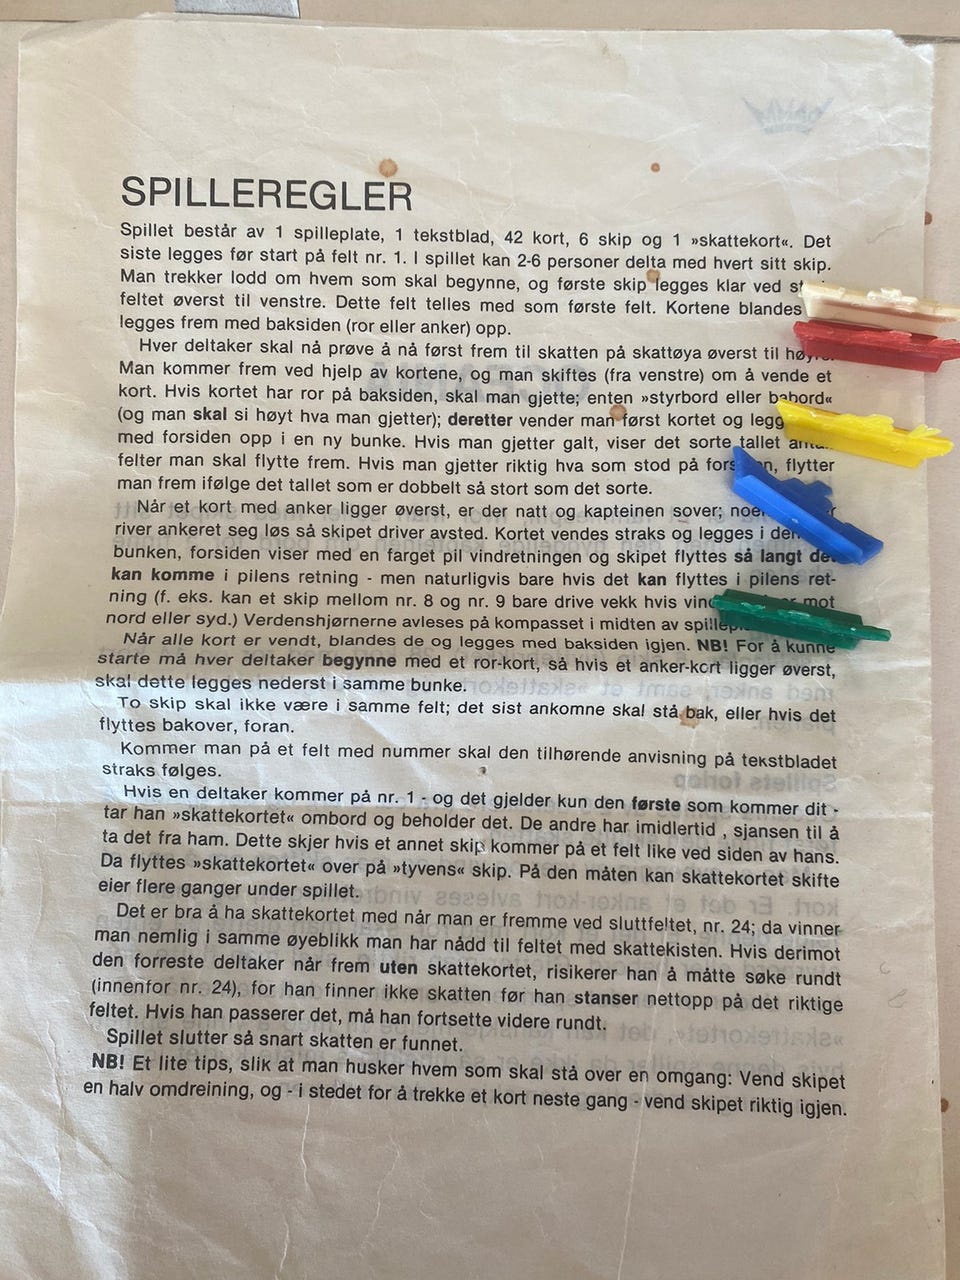 SPILLEREGLER
Spillet består av 1 spilleplate, 1 tekstblad, 42 kort, 6 skip og 1 »skattekort«. Det
siste legges før start på felt nr. 1. I spillet kan 2-6 personer delta med hvert sitt skip.
Man trekker lodd om hvem som skal begynne, og første skip legges klar ved
feltet øverst til venstre. Dette felt telles med som første felt. Kortene blandes
legges frem med baksiden (ror eller anker) opp.
Hver deltaker skal nå prøve å nå først frem til skatten på skattøya øverst til
Man kommer frem ved hjelp av kortene, og man skiftes (fra venstre) om å vende et
kort. Hvis kortet har ror på baksiden, skal man gjette; enten »styrbord eller babord«
(og man skal si høyt hva man gjetter); deretter vender man først kortet og
med forsiden opp i en ny bunke. Hvis man gjetter galt, viser det sorte tallet
felter man skal flytte frem. Hvis man gjetter riktig hva som stod på flytter
man frem ifølge det tallet som er dobbelt så stort som det sorte.
Når et kort med anker ligger øverst, er der natt og kapteinen sover;
river ankeret seg løs så skipet driver avsted. Kortet vendes straks og legges i
bunken, forsiden viser med en farget pil vindretningen og skipet flyttes så langt det
kan komme i pilens retning - men naturligvis bare hvis det kan flyttes i pilens ret-
ning (f. eks. kan et skip mellom nr. 8 og nr. 9 bare drive vekk hvis mot
nord eller syd.) Verdenshjørnerne avleses på kompasset i midten av
Når alle kort er vendt, blandes de og legges med baksiden igjen. NB! For å kunne
starte må hver deltaker begynne med et ror-kort, så hvis et anker-kort ligger øverst,
skal dette legges nederst i samme bunke.
To skip skal ikke være i samme felt; det sist ankomne skal stå bak, eller hvis det
flyttes bakover, foran.
Kommer man på et felt med nummer skal den tilhørende anvisning på tekstbladet
straks følges.
Hvis en deltaker kommer på nr. 1 - og det gjelder kun den første som kommer dit -
tar han »skattekortet« ombord og beholder det. De andre har imidlertid , sjansen til å
ta det fra ham. Dette skjer hvis et annet skip kommer på et felt like ved siden av hans.
Da flyttes »skattekortet« over på »tyvens« skip. På den måten kan skattekortet skifte
eier flere ganger under spillet.
Det er bra å ha skattekortet med når man er fremme ved sluttfeltet, nr. 24; da vinner
man nemlig i samme øyeblikk man har nådd til feltet med skattekisten. Hvis derimot
den forreste deltaker når frem uten skattekortet, risikerer han å måtte søke rundt
(innenfor nr. 24), for han finner ikke skatten før han stanser nettopp på det riktige
feltet. Hvis han passerer det, må han fortsette videre rundt.
Spillet slutter så snart skatten er funnet.
NB! Et lite tips, slik at man husker hvem som skal stå over en omgang: Vend skipet
en halv omdreining, og - i stedet for å trekke et kort neste gang - vend skipet riktig igjen.